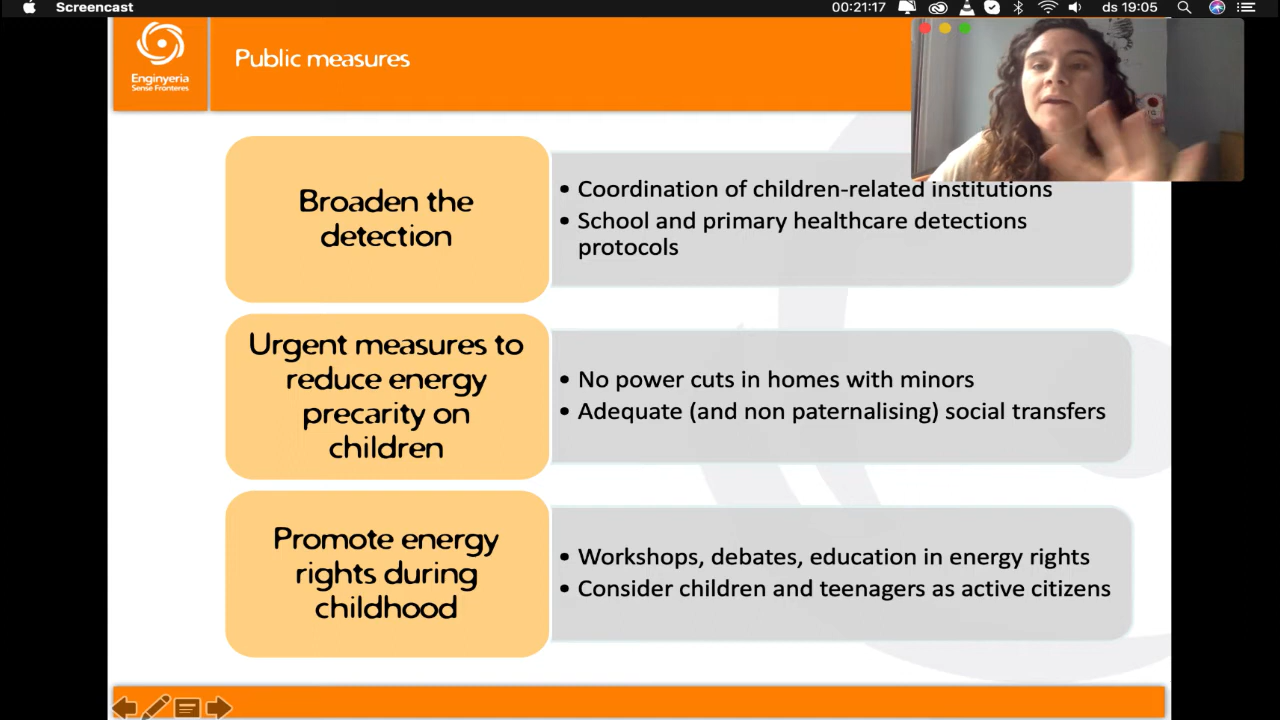 Screencast
00:21:17
ds 19:05
Enginyeria
Sense Fronteres
Public measures
Broaden the
detection
• Coordination of children-related institutions
• School and primary healthcare detections
protocols
Urgent measures to
reduce energy
precarity on
children
• No power cuts in homes with minors
• Adequate (and non paternalising) social transfers
Promote energy
rights during
childhood
• Workshops, debates, education in energy rights
• Consider children and teenagers as active citizens